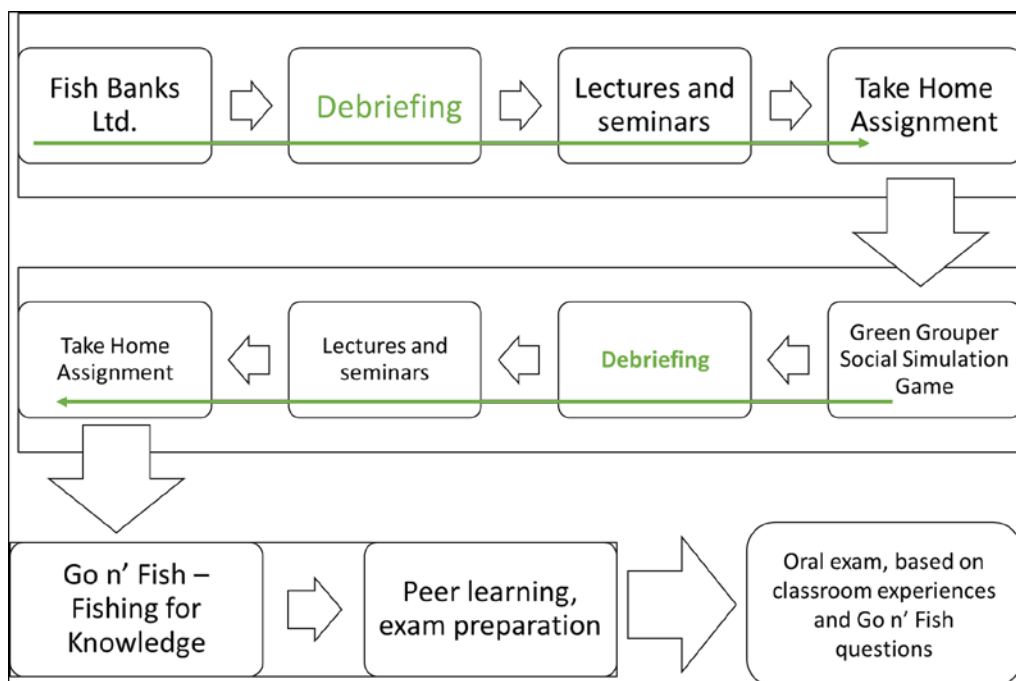 Fish Banks
Ltd.
Debriefing
Lectures and
seminars
Take Home
Assignment
Take Home
Assignment
Lectures and
seminars
Debriefing
Green Grouper
Social Simulation
Game
Go n’ Fish –
Fishing for
Knowledge
Peer learning,
exam preparation
Oral exam, based on
classroom experiences
and Go n’ Fish
questions